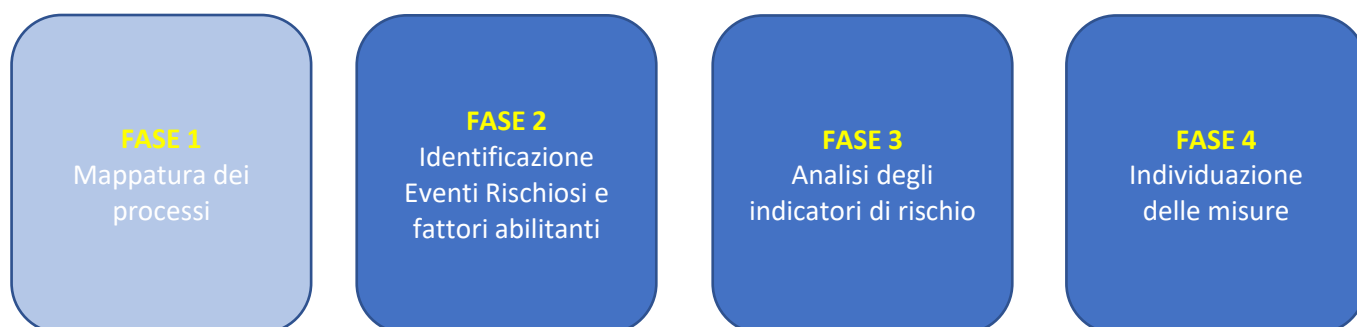 FASE 1
Mappatura dei
processi
FASE 2
Identificazione
Eventi Rischiosi e
fattori abilitanti
FASE 3
Analisi degli
indicatori di rischio
FASE 4
Individuazione
delle misure